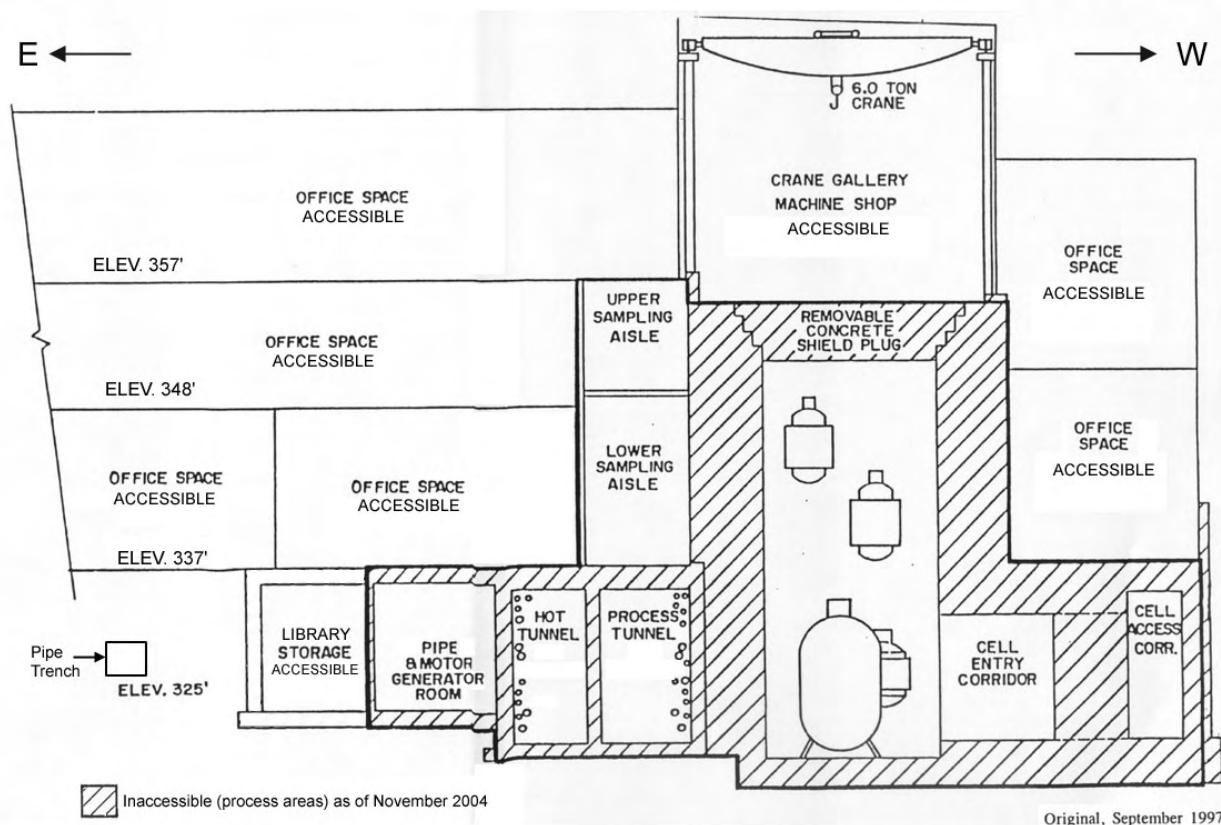 E
W
6.0 TON
CRANE
CRANE GALLERY
MACHINE SHOP
ACCESSIBLE
OFFICE SPACE
ACCESSIBLE
ELEV. 357'
OFFICE
SPACE
ACCESSIBLE
UPPER
SAMPLING
AISLE
REMOVABLE
CONCRETE
SHIELD PLUG
OFFICE SPACE
ACCESSIBLE
ELEV. 348'
OFFICE
SPACE
ACCESSIBLE
LOWER
SAMPLING
AISLE
OFFICE SPACE
ACCESSIBLE
OFFICE SPACE
ACCESSIBLE
ELEV. 337'
HOT
TUNNEL
PROCESS
TUNNEL
CELL
ACCESS
CORR.
LIBRARY
STORAGE
ACCESSIBLE
PIPE
& MOTOR
GENERATOR
ROOM
CELL
ENTRY
CORRIDOR
Pipe
Trench
ELEV. 325'
Inaccessible (process areas) as of November 2004
Original, September 1997